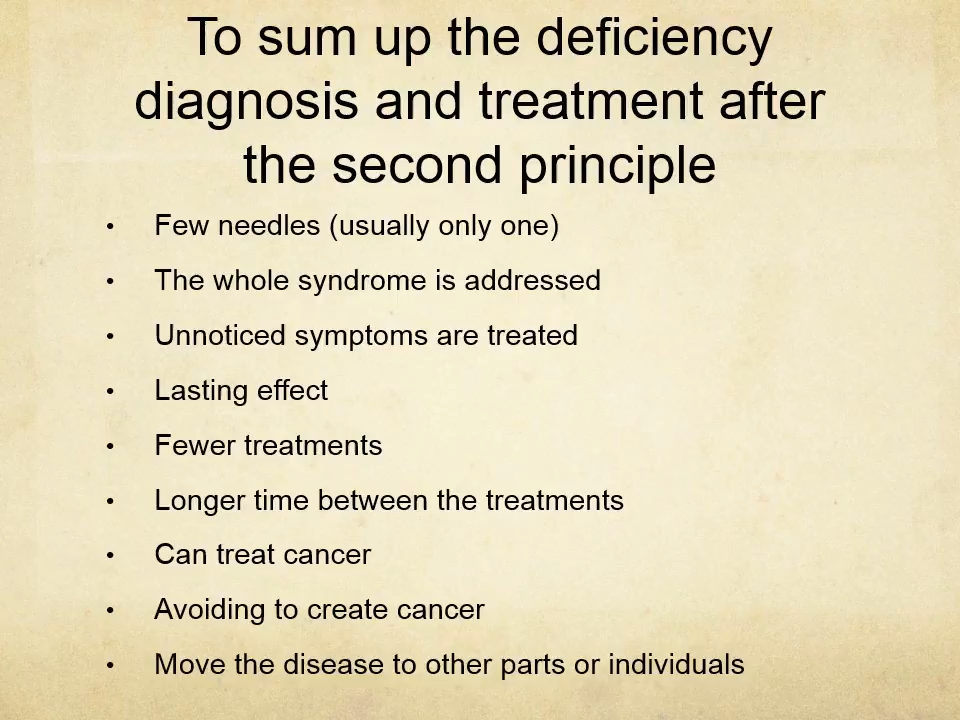 To sum up the deficiency
diagnosis and treatment after
the second principle
• Few needles (usually only one)
• The whole syndrome is addressed
• Unnoticed symptoms are treated
• Lasting effect
• Fewer treatments
• Longer time between the treatments
• Can treat cancer
• Avoiding to create cancer
• Move the disease to other parts or individuals